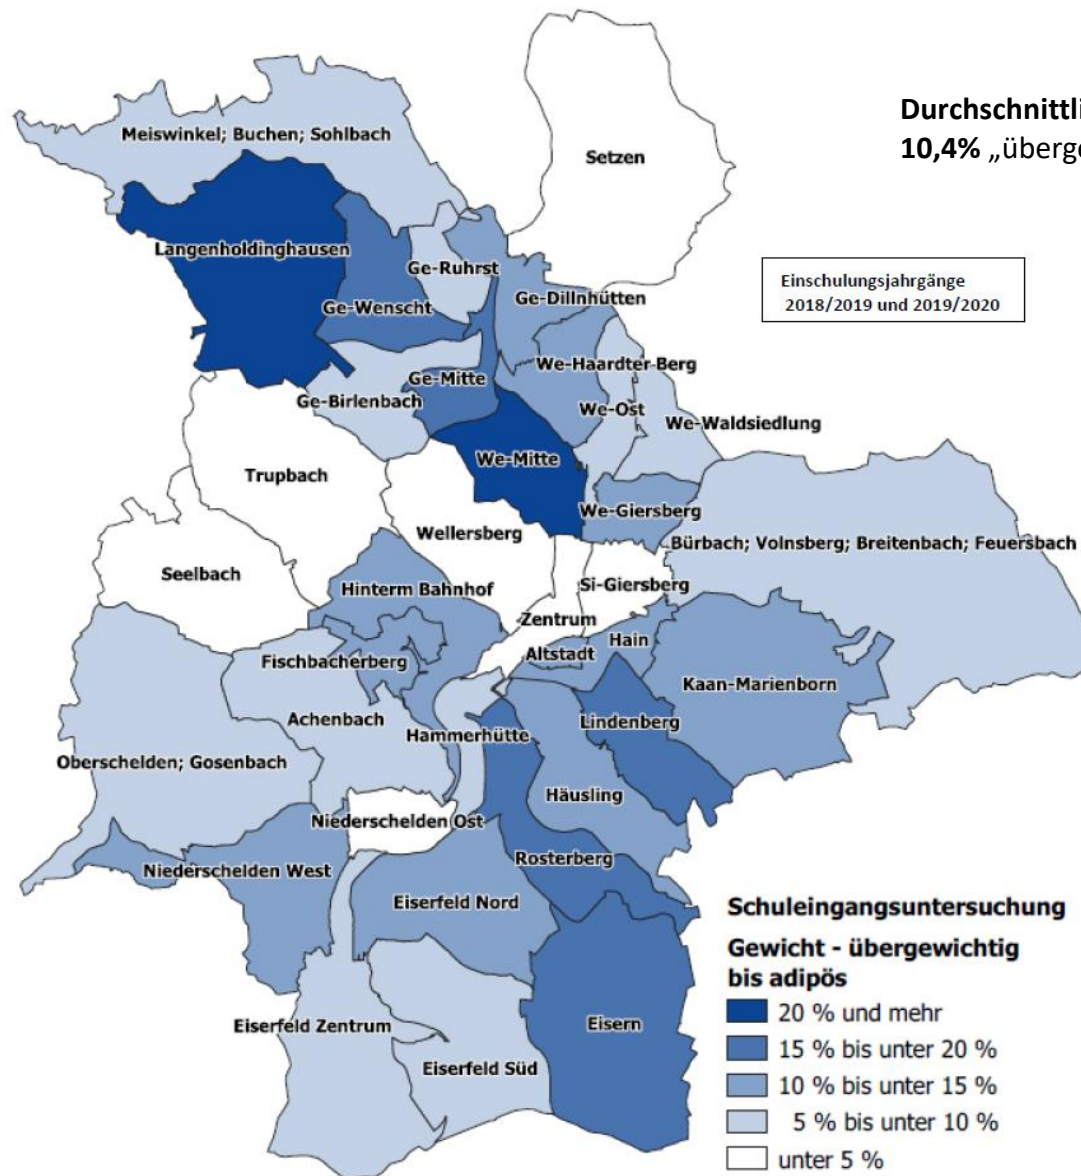 Durchschnittli
10,4% „überge
Meiswinkel; Buchen; Sohlbach
Setzen
Langenholdinghausen
Ge-Ruhrst
Einschulungsjahrgänge
2018/2019 und 2019/2020
Ge-Wenscht
Ge-Dillnhütten
We-Haardter-Berg
Ge-Mitte
Ge-Birlenbach
We-Ost
We-Waldsiedlung
We-Mitte
Trupbach
We-Giersberg
Wellersberg
Bürbach; Volnsberg; Breitenbach; Feuersbach
Seelbach
Hinterm Bahnhof
Si-Giersberg
Zentrum
Hain
Altstadt
Fischbacherberg
Kaan-Marienborn
Achenbach
Lindenberg
Hammerhütte
Oberschelden; Gosenbach
Häusling
Niederschelden Ost
Rosterberg
Niederschelden West
Eiserfeld Nord
Eisern
Eiserfeld Zentrum
Eiserfeld Süd
Schuleingangsuntersuchung
Gewicht - übergewichtig
bis adipös
20 % und mehr
15 % bis unter 20 %
10 % bis unter 15 %
5 % bis unter 10 %
unter 5 %